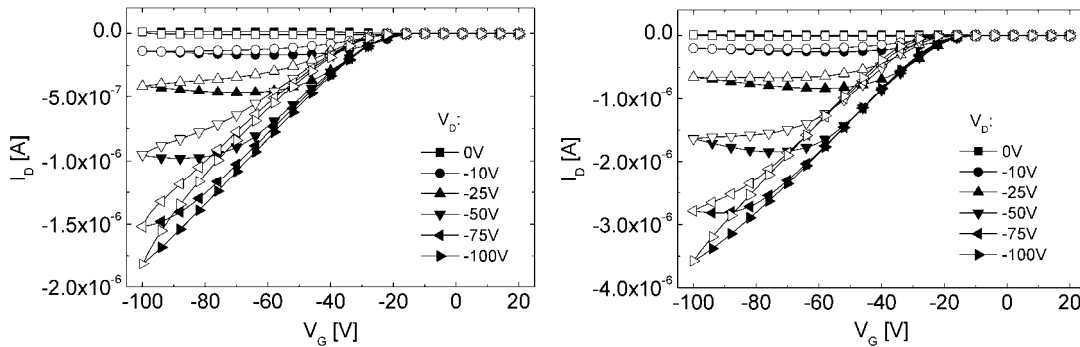 0.0
-5.0x10⁻⁷
-1.0x10⁻⁶
-1.5x10⁻⁶
-2.0x10⁻⁶
I_D [A]
-100 -80 -60 -40 -20 0 20
V_G [V]
V_D:
0V
-10V
-25V
-50V
-75V
-100V
0.0
-1.0x10⁻⁶
-2.0x10⁻⁶
-3.0x10⁻⁶
-4.0x10⁻⁶
I_D [A]
-100 -80 -60 -40 -20 0 20
V_G [V]
V_D:
0V
-10V
-25V
-50V
-75V
-100V